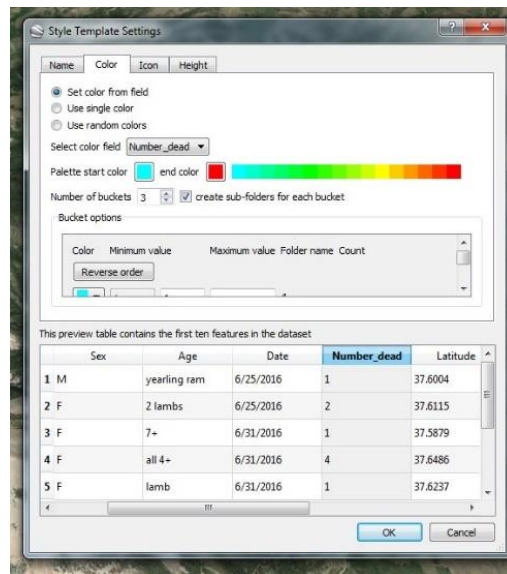 Style Template Settings
Name Color Icon Height
Set color from field
Use single color
Use random colors
Select color field Number_dead
Palette start color end color
Number of buckets 3 create sub-folders for each bucket
Bucket options
Color Minimum value Maximum value Folder name Count
Reverse order
This preview table contains the first ten features in the dataset
Sex Age Date Number_dead Latitude
1 M yearling ram 6/25/2016 1 37.6004
2 F 2 lambs 6/25/2016 2 37.6115
3 F 7+ 6/31/2016 1 37.5879
4 F all 4+ 6/31/2016 4 37.6486
5 F lamb 6/31/2016 1 37.6237
OK Cancel